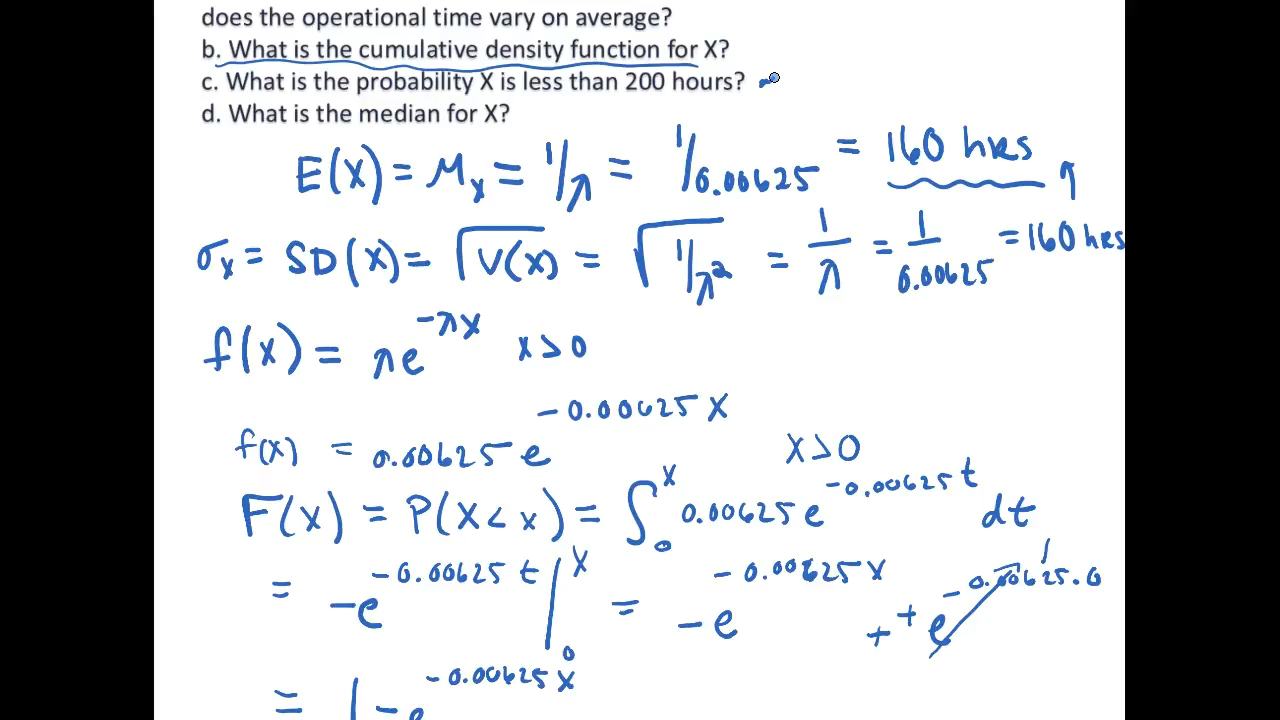 does the operational time vary on average?
b. What is the cumulative density function for X?
c. What is the probability X is less than 200 hours?
d. What is the median for X?
E(X) = μx = 1/λ = 1/0.00625 = 160 hrs
σx = SD(X) = √V(X) = √1/λ² = 1/λ = 1/0.00625 = 160 hrs
f(x) = λe^-λx x > 0
f(x) = 0.00625 e^-0.00625 x x > 0
F(x) = P(X < x) = ∫₀ˣ 0.00625 e^-0.00625 t dt
= -e^-0.00625 t |₀ˣ = -e^-0.00625 x + + e^-0.00625·0 1
= 1 - e^-0.00625 x